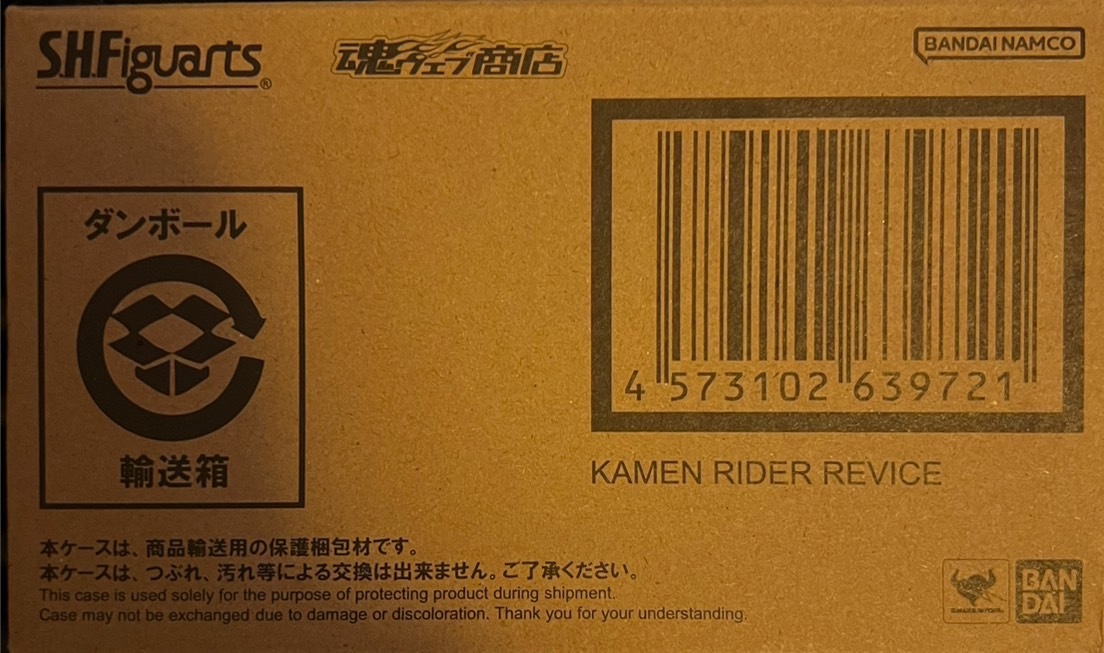 S.H.Figuarts®
魂ウェブ商店
BANDAI NAMCO
ダンボール
輸送箱
4 573102 639721
KAMEN RIDER REVICE
本ケースは、商品輸送用の保護梱包材です。
本ケースは、つぶれ、汚れ等による交換は出来ません。ご了承ください。
This case is used solely for the purpose of protecting product during shipment.
Case may not be exchanged due to damage or discoloration. Thank you for your understanding.
BAN
DAI